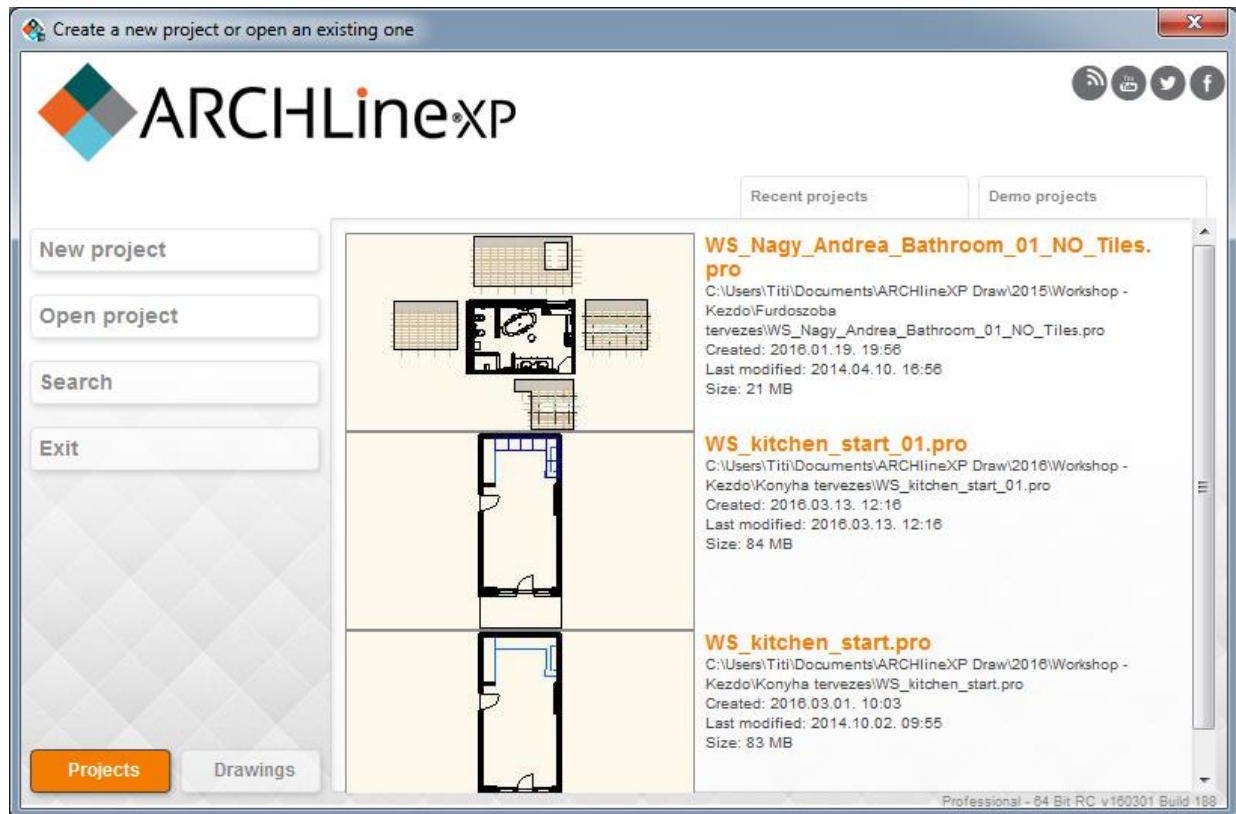 Create a new project or open an existing one
ARCHLine®XP
You
Recent projects
Demo projects
New project
Open project
Search
Exit
WS_Nagy_Andrea_Bathroom_01_NO_Tiles.
pro
C:\Users\Titi\Documents\ARCHlineXP Draw\2015\Workshop -
Kezdo\Furdoszoba
tervezes\WS_Nagy_Andrea_Bathroom_01_NO_Tiles.pro
Created: 2016.01.19. 19:56
Last modified: 2014.04.10. 16:56
Size: 21 MB
WS_kitchen_start_01.pro
C:\Users\Titi\Documents\ARCHlineXP Draw\2016\Workshop -
Kezdo\Konyha tervezes\WS_kitchen_start_01.pro
Created: 2016.03.13. 12:16
Last modified: 2016.03.13. 12:16
Size: 84 MB
WS_kitchen_start.pro
C:\Users\Titi\Documents\ARCHlineXP Draw\2016\Workshop -
Kezdo\Konyha tervezes\WS_kitchen_start.pro
Created: 2016.03.01. 10:03
Last modified: 2014.10.02. 09:55
Size: 83 MB
Projects
Drawings
Professional - 64 Bit RC v160301 Build 188